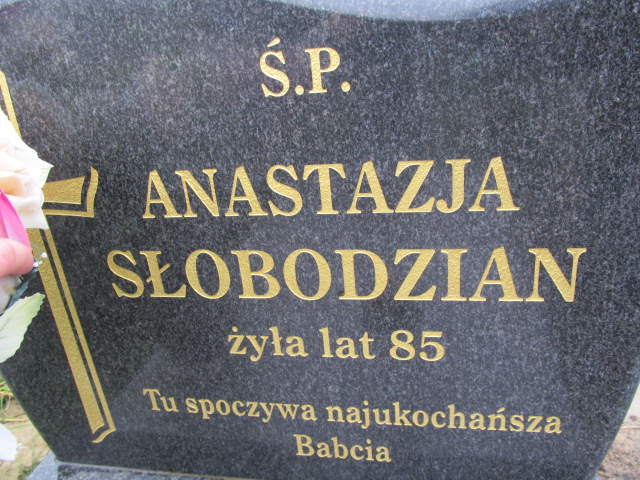 Ś.P.
ANASTAZJA
SŁOBODZIAN
żyła lat 85
Tu spoczywa najukochańsza
Babcia